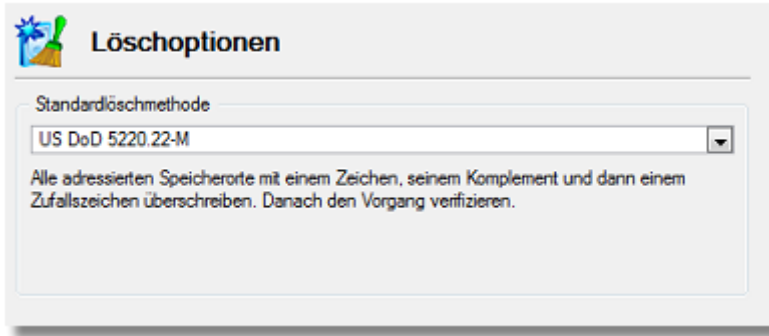 Löschoptionen
Standardlöschmethode
US DoD 5220.22-M
Alle adressierten Speicherorte mit einem Zeichen, seinem Komplement und dann einem
Zufallszeichen überschreiben. Danach den Vorgang verifizieren.